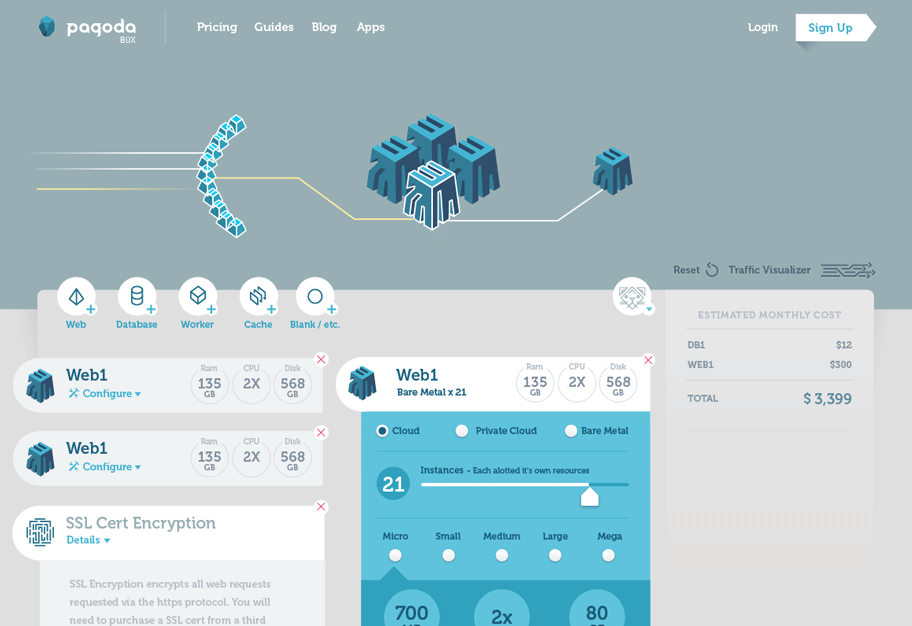 pagoda
BOX
Pricing Guides Blog Apps
Login
Sign Up
Reset Traffic Visualizer
Web Database Worker Cache Blank / etc.
ESTIMATED MONTHLY COST
DB1 $12
WEB1 $300
TOTAL $ 3,399
Web1
Configure
Ram CPU Disk
135 2X 568
GB GB
Web1
Configure
Ram CPU Disk
135 2X 568
GB GB
SSL Cert Encryption
Details
SSL Encryption encrypts all web requests
requested via the https protocol. You will
need to purchase a SSL cert from a third
Web1
Bare Metal x 21
Ram CPU Disk
135 2X 568
GB GB
Cloud Private Cloud Bare Metal
21
Instances - Each alotted it's own resources
Micro Small Medium Large Mega
700 2x 80